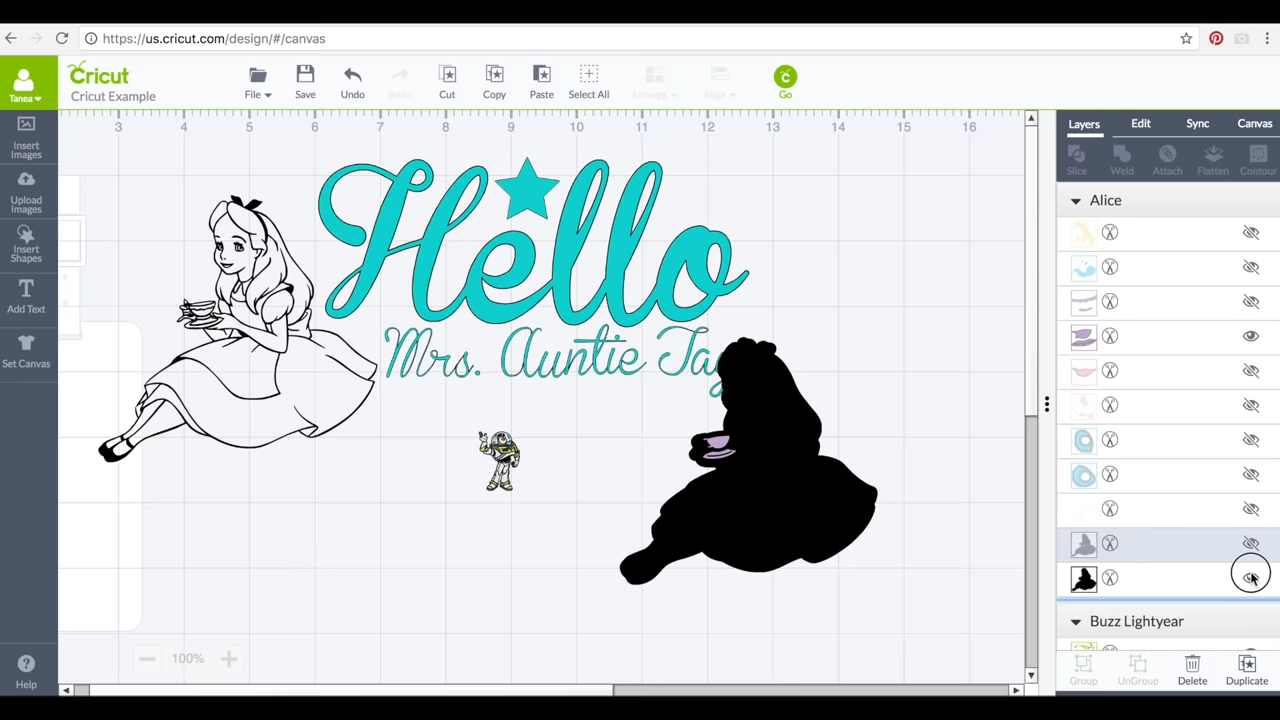 https://us.cricut.com/design/#/canvas
Tanea
Cricut
Cricut Example
File
Save
Undo
Redo
Cut
Copy
Paste
Select All
Arrange
Align
Go
Insert Images
Upload Images
Insert Shapes
Add Text
Set Canvas
Help
3 4 5 6 7 8 9 10 11 12 13 14 15 16
Hello
Mrs. Auntie Tay
100%
Layers Edit Sync Canvas
Slice Weld Attach Flatten Contour
Alice
Buzz Lightyear
Group UnGroup Delete Duplicate